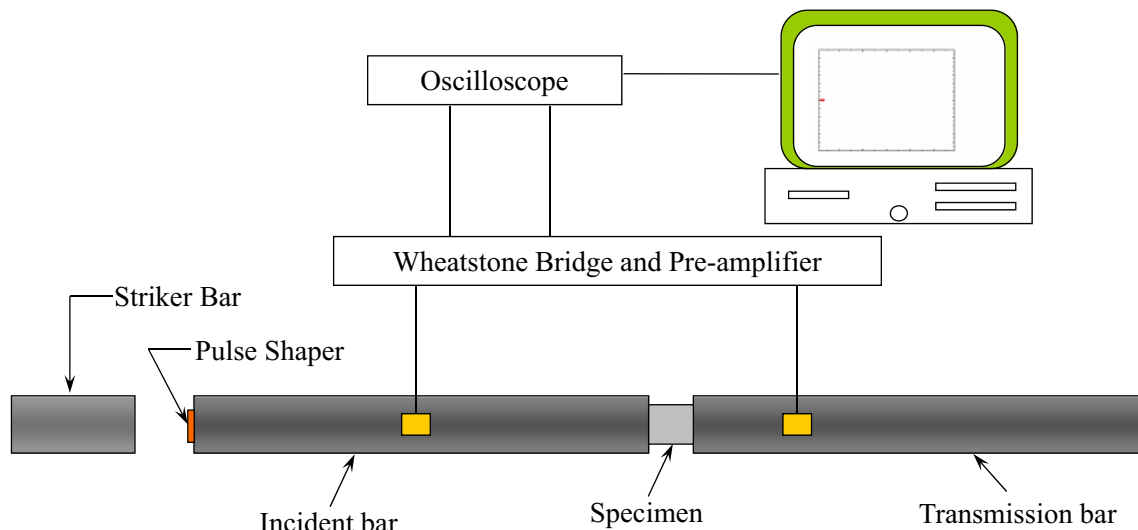 Oscilloscope
Wheatstone Bridge and Pre-amplifier
Striker Bar
Pulse Shaper
Incident bar
Specimen
Transmission bar